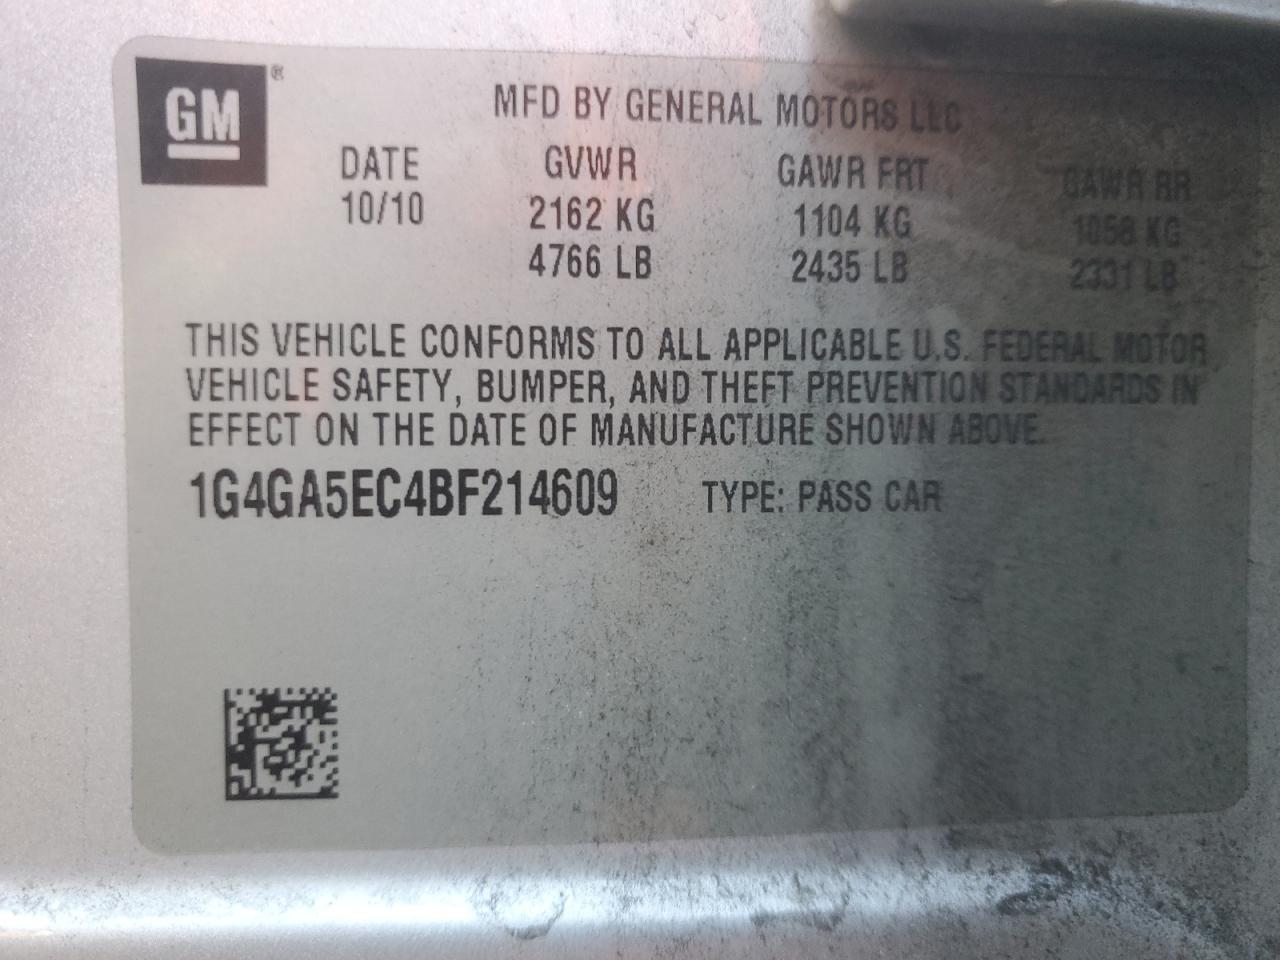 GM ®
MFD BY GENERAL MOTORS LLC
DATE GVWR GAWR FRT GAWR RR
10/10 2162 KG 1104 KG 1058 KG
4766 LB 2435 LB 2331 LB
THIS VEHICLE CONFORMS TO ALL APPLICABLE U.S. FEDERAL MOTOR
VEHICLE SAFETY, BUMPER, AND THEFT PREVENTION STANDARDS IN
EFFECT ON THE DATE OF MANUFACTURE SHOWN ABOVE.
1G4GA5EC4BF214609 TYPE: PASS CAR